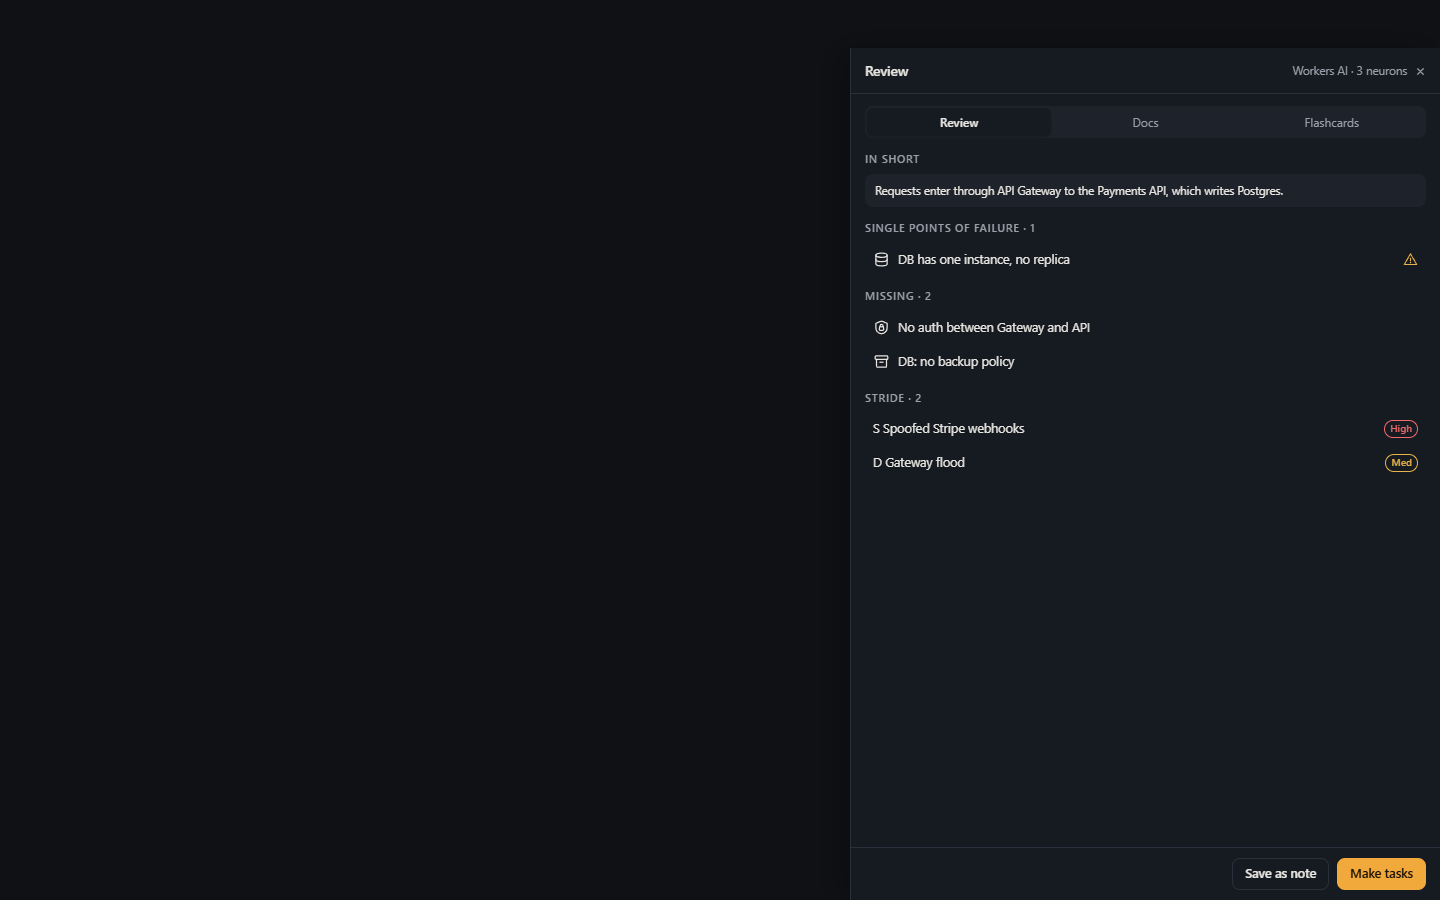 Review
Workers AI · 3 neurons ×
Review Docs Flashcards
IN SHORT
Requests enter through API Gateway to the Payments API, which writes Postgres.
SINGLE POINTS OF FAILURE · 1
DB has one instance, no replica
MISSING · 2
No auth between Gateway and API
DB: no backup policy
STRIDE · 2
S Spoofed Stripe webhooks High
D Gateway flood Med
Save as note Make tasks